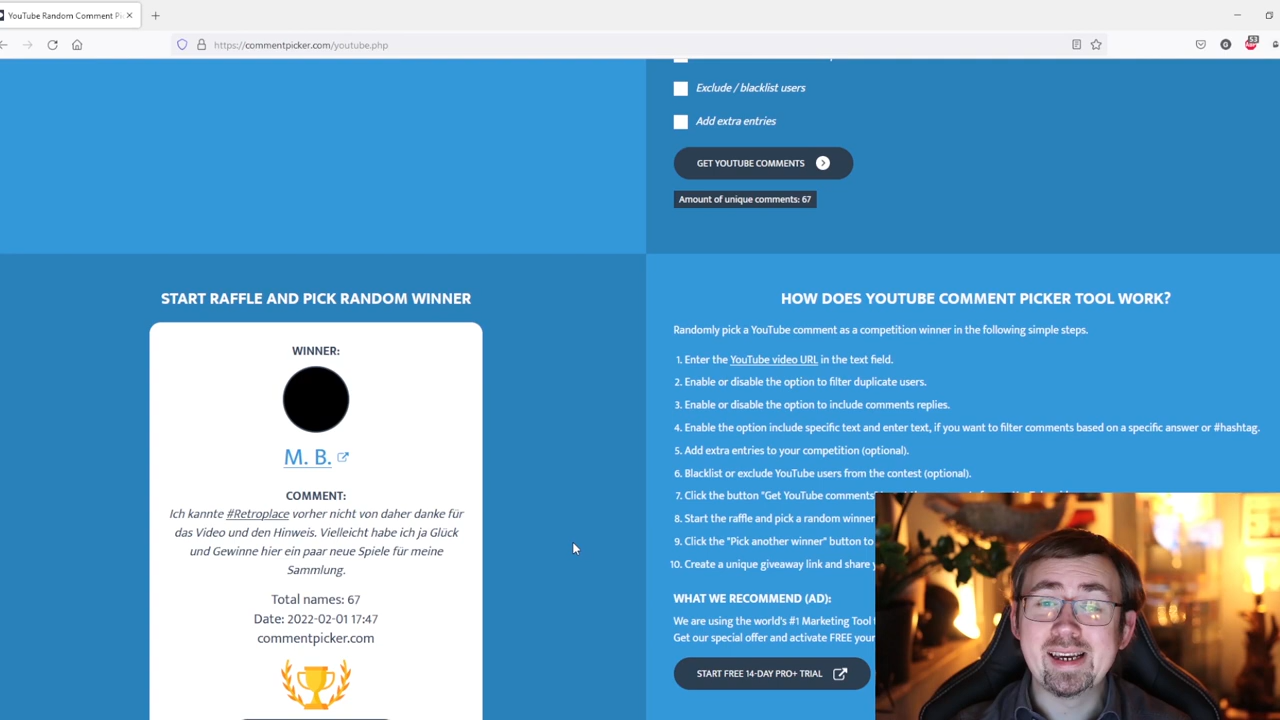 YouTube Random Comment Pi
https://commentpicker.com/youtube.php
53
Exclude / blacklist users
Add extra entries
GET YOUTUBE COMMENTS
Amount of unique comments: 67
START RAFFLE AND PICK RANDOM WINNER
WINNER:
M. B.
COMMENT:
Ich kannte #Retroplace vorher nicht von daher danke für
das Video und den Hinweis. Vielleicht habe ich ja Glück
und Gewinne hier ein paar neue Spiele für meine
Sammlung.
Total names: 67
Date: 2022-02-01 17:47
commentpicker.com
HOW DOES YOUTUBE COMMENT PICKER TOOL WORK?
Randomly pick a YouTube comment as a competition winner in the following simple steps.
1. Enter the YouTube video URL in the text field.
2. Enable or disable the option to filter duplicate users.
3. Enable or disable the option to include comments replies.
4. Enable the option include specific text and enter text, if you want to filter comments based on a specific answer or #hashtag.
5. Add extra entries to your competition (optional).
6. Blacklist or exclude YouTube users from the contest (optional).
7. Click the button "Get YouTube comments"
8. Start the raffle and pick a random winner
9. Click the "Pick another winner" button to
10. Create a unique giveaway link and share y
WHAT WE RECOMMEND (AD):
We are using the world's #1 Marketing Tool
Get our special offer and activate FREE your
START FREE 14-DAY PRO+ TRIAL